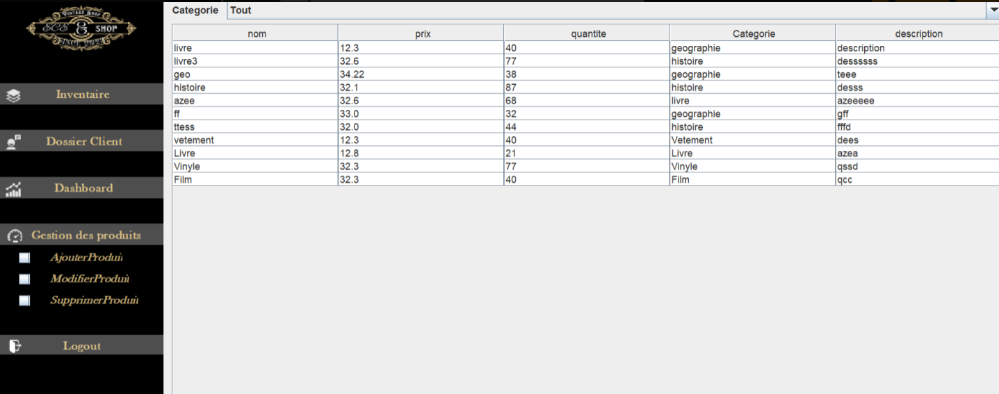 VINTAGE SHOP
ECE & SHOP
Categorie Tout
nom prix quantite Categorie description
livre 12.3 40 geographie description
livre3 32.6 77 histoire dessssss
geo 34.22 38 geographie teee
histoire 32.1 87 histoire desss
azee 32.6 68 livre azeeeee
ff 33.0 32 geographie gff
ttess 32.0 44 histoire fffd
vetement 12.3 40 Vetement dees
Livre 12.8 21 Livre azea
Vinyle 32.3 77 Vinyle qssd
Film 32.3 40 Film qcc
Inventaire
Dossier Client
Dashboard
Gestion des produits
AjouterProduit
ModifierProduit
SupprimerProduit
Logout